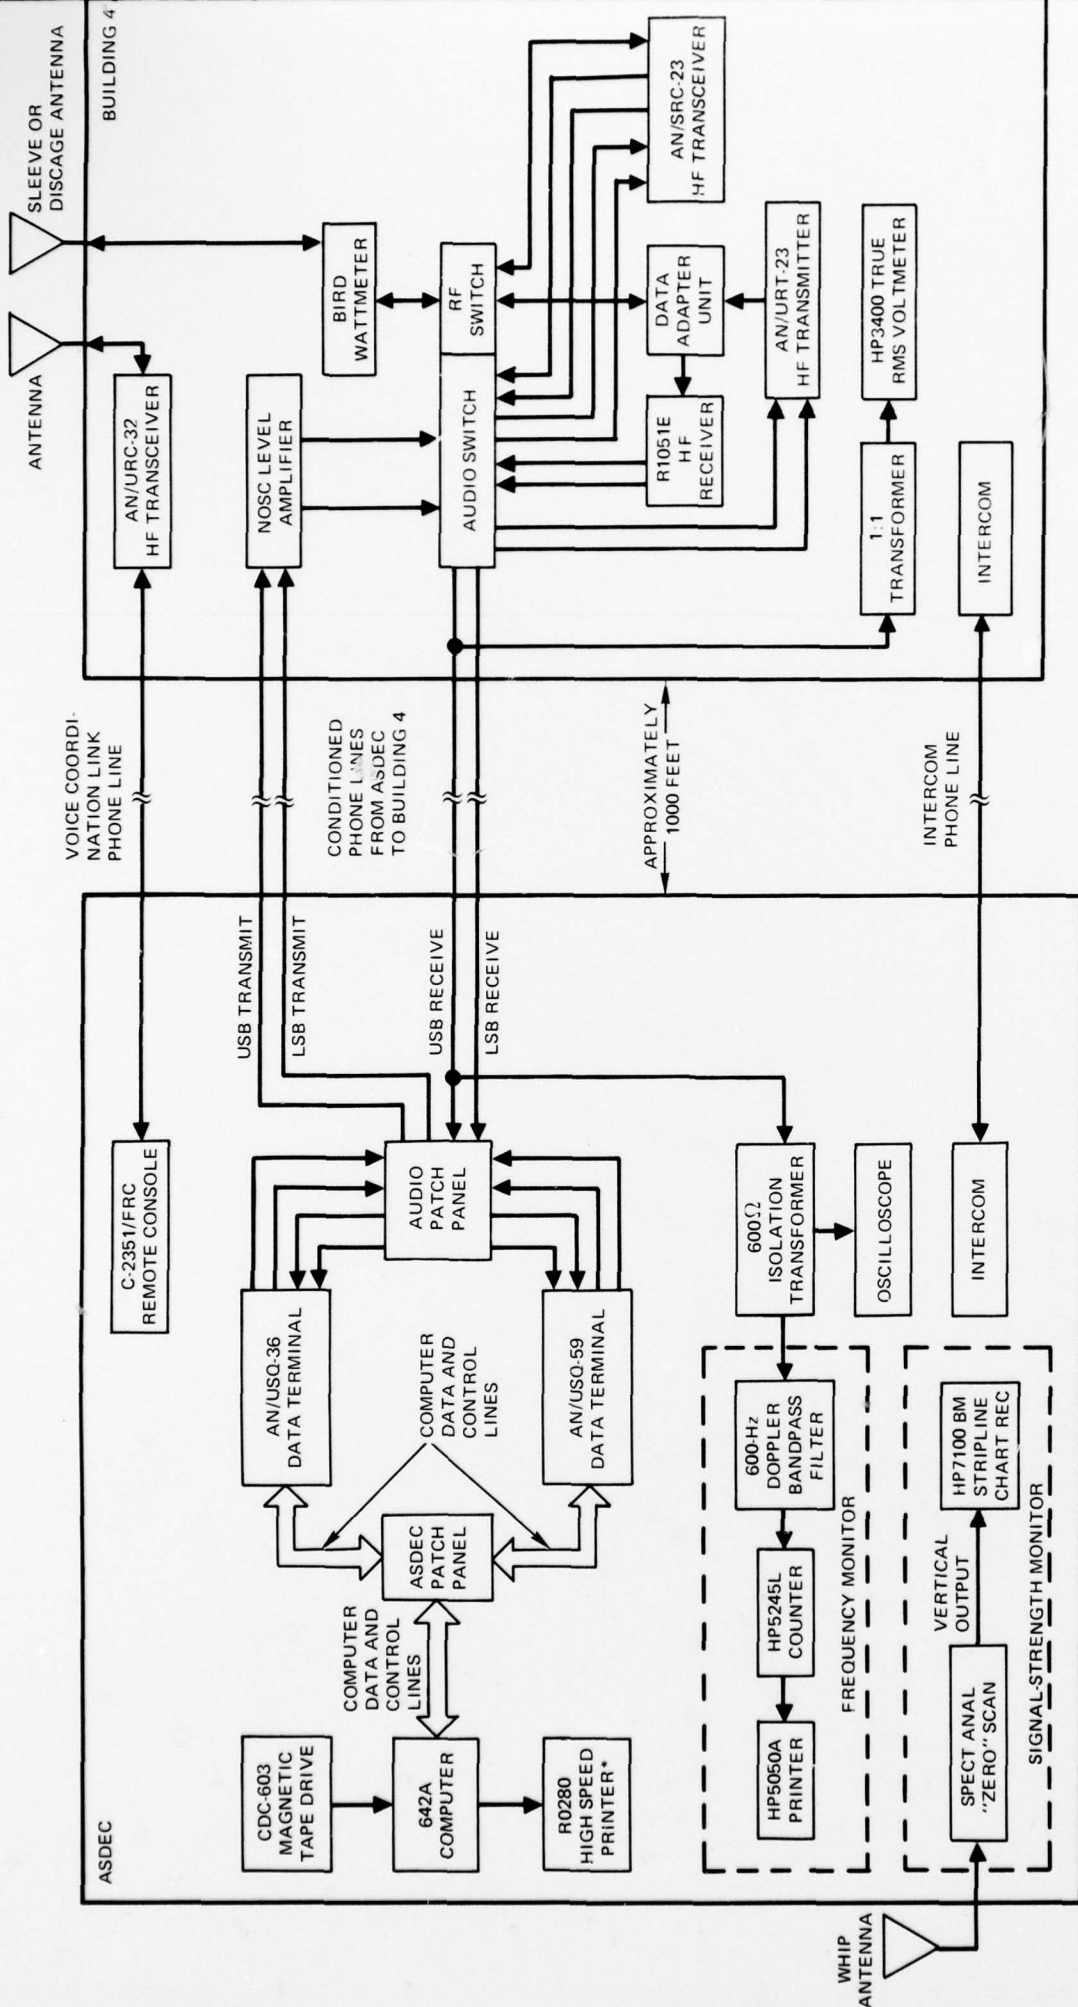 ASDEC
CDC-603
MAGNETIC
TAPE DRIVE
642A
COMPUTER
R0280
HIGH SPEED
PRINTER*
COMPUTER
DATA AND
CONTROL
LINES
ASDEC
PATCH
PANEL
AN/USQ-36
DATA TERMINAL
COMPUTER
DATA AND
CONTROL
LINES
AN/USQ-59
DATA TERMINAL
AUDIO
PATCH
PANEL
C-2351/FRC
REMOTE CONSOLE
USB TRANSMIT
LSB TRANSMIT
USB RECEIVE
LSB RECEIVE
HP5050A
PRINTER
HP5245L
COUNTER
600-Hz
DOPPLER
BANDPASS
FILTER
FREQUENCY MONITOR
600Ω
ISOLATION
TRANSFORMER
OSCILLOSCOPE
WHIP
ANTENNA
SPECT ANAL
"ZERO" SCAN
VERTICAL
OUTPUT
HP7100 BM
STRIPLINE
CHART REC
SIGNAL-STRENGTH MONITOR
INTERCOM
VOICE COORDI-
NATION LINK
PHONE LINE
CONDITIONED
PHONE LINES
FROM ASDEC
TO BUILDING 4
APPROXIMATELY
1000 FEET
INTERCOM
PHONE LINE
BUILDING 4
ANTENNA
SLEEVE OR
DISCAGE ANTENNA
AN/URC-32
HF TRANSCEIVER
NOSC LEVEL
AMPLIFIER
BIRD
WATTMETER
AUDIO SWITCH
RF
SWITCH
R1051E
HF
RECEIVER
DATA
ADAPTER
UNIT
AN/SRC-23
HF TRANSCEIVER
AN/URT-23
HF TRANSMITTER
1:1
TRANSFORMER
HP3400 TRUE
RMS VOLTMETER
INTERCOM